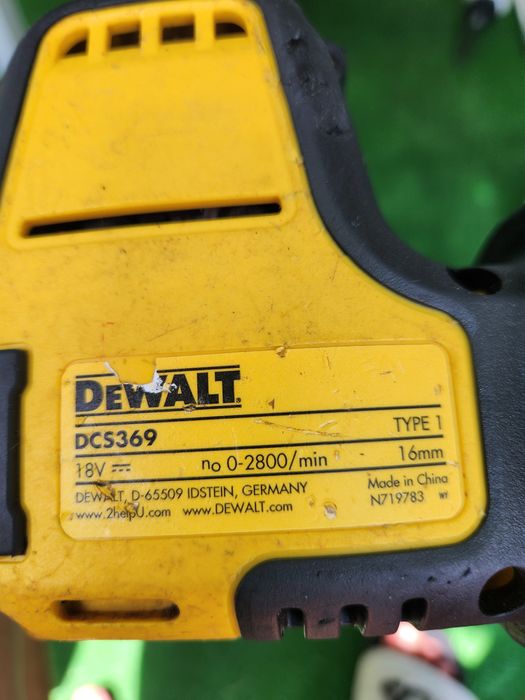 DEWALT
DCS369 TYPE 1
18V ⎓ no 0-2800/min 16mm
DEWALT, D-65509 IDSTEIN, GERMANY Made in China
www.2helpU.com www.DEWALT.com N719783 WY